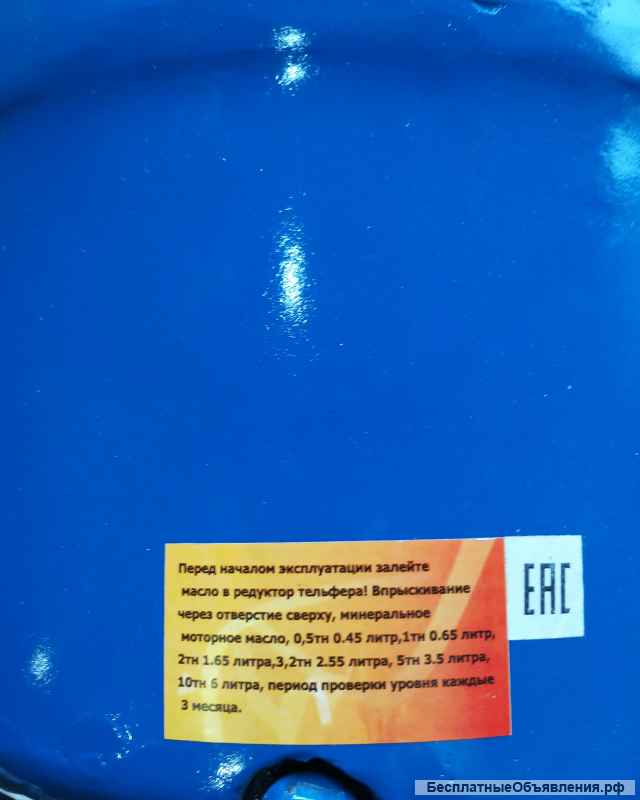 Перед началом эксплуатации залейте
масло в редуктор тельфера! Впрыскивание
через отверстие сверху, минеральное
моторное масло, 0,5тн 0.45 литр,1тн 0.65 литр,
2тн 1.65 литра,3,2тн 2.55 литра, 5тн 3.5 литра,
10тн 6 литра, период проверки уровня каждые
3 месяца.
ЕАС
БесплатныеОбъявления.рф